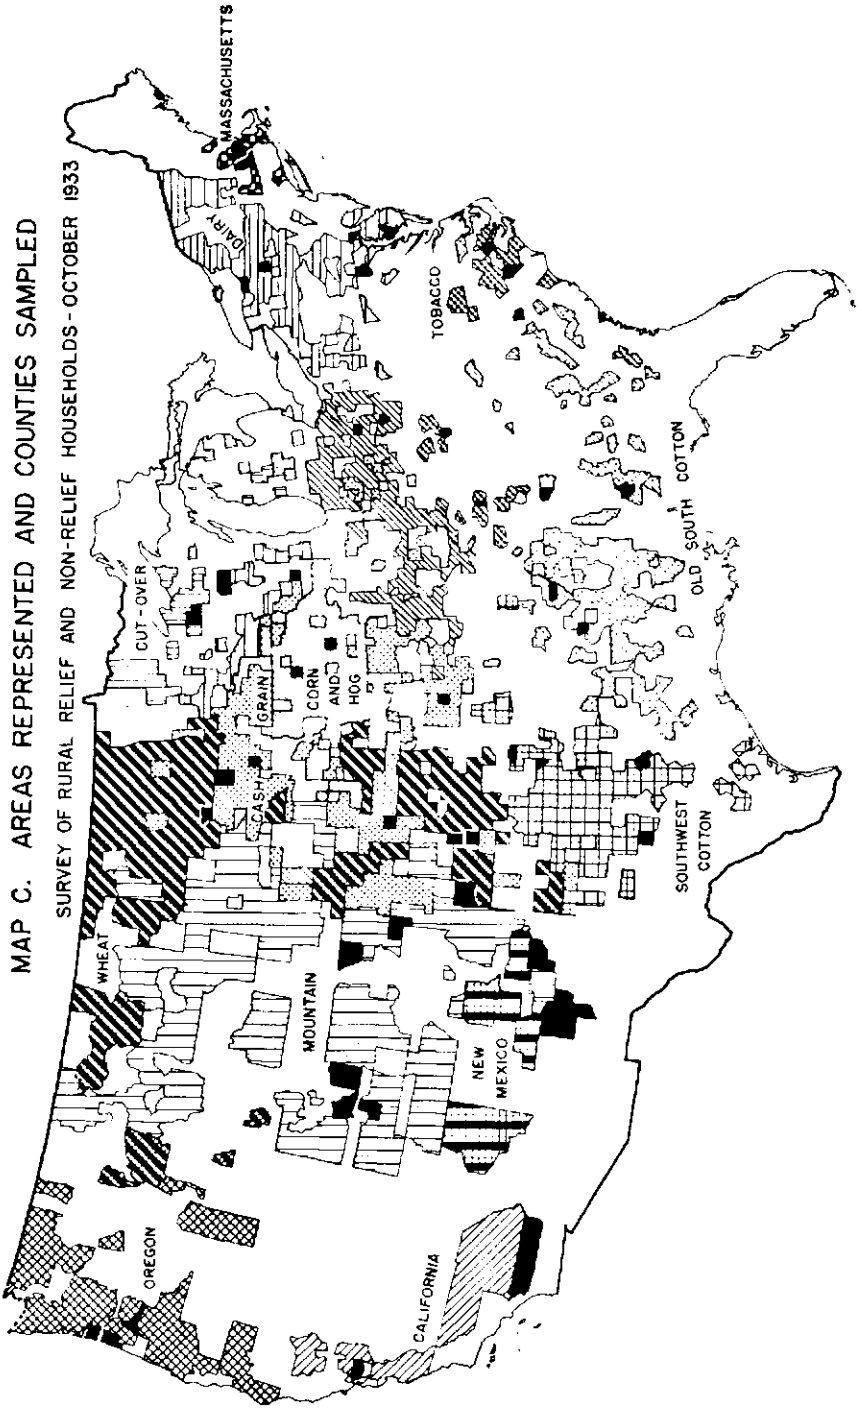 MAP C. AREAS REPRESENTED AND COUNTIES SAMPLED
SURVEY OF RURAL RELIEF AND NON-RELIEF HOUSEHOLDS - OCTOBER 1933
MASSACHUSETTS
DAIRY
CUT-OVER
WHEAT
OREGON
GRAIN
CASH
CORN
AND
HOG
MOUNTAIN
TOBACCO
NEW
MEXICO
CALIFORNIA
OLD SOUTH COTTON
SOUTHWEST
COTTON